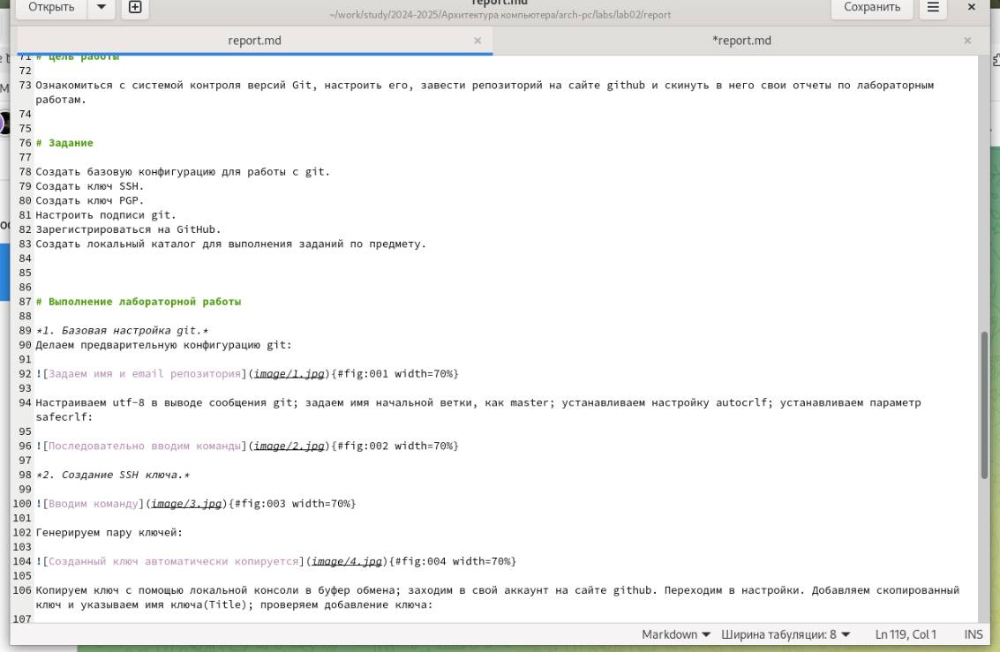 report.md
Открыть
~/work/study/2024-2025/Архитектура компьютера/arch-pc/labs/lab02/report
Сохранить
report.md
*report.md
71 # Цель работы
72
73 Ознакомиться с системой контроля версий Git, настроить его, завести репозиторий на сайте github и скинуть в него свои отчеты по лабораторным
работам.
74
75
76 # Задание
77
78 Создать базовую конфигурацию для работы с git.
79 Создать ключ SSH.
80 Создать ключ PGP.
81 Настроить подписи git.
82 Зарегистрироваться на GitHub.
83 Создать локальный каталог для выполнения заданий по предмету.
84
85
86
87 # Выполнение лабораторной работы
88
89 *1. Базовая настройка git.*
90 Делаем предварительную конфигурацию git:
91
92 ![Задаем имя и email репозитория](image/1.jpg){#fig:001 width=70%}
93
94 Настраиваем utf-8 в выводе сообщения git; задаем имя начальной ветки, как master; устанавливаем настройку autocrlf; устанавливаем параметр
safecrlf:
95
96 ![Последовательно вводим команды](image/2.jpg){#fig:002 width=70%}
97
98 *2. Создание SSH ключа.*
99
100 ![Вводим команду](image/3.jpg){#fig:003 width=70%}
101
102 Генерируем пару ключей:
103
104 ![Созданный ключ автоматически копируется](image/4.jpg){#fig:004 width=70%}
105
106 Копируем ключ с помощью локальной консоли в буфер обмена; заходим в свой аккаунт на сайте github. Переходим в настройки. Добавляем скопированный
ключ и указываем имя ключа(Title); проверяем добавление ключа:
107
Markdown
Ширина табуляции: 8
Ln 119, Col 1
INS